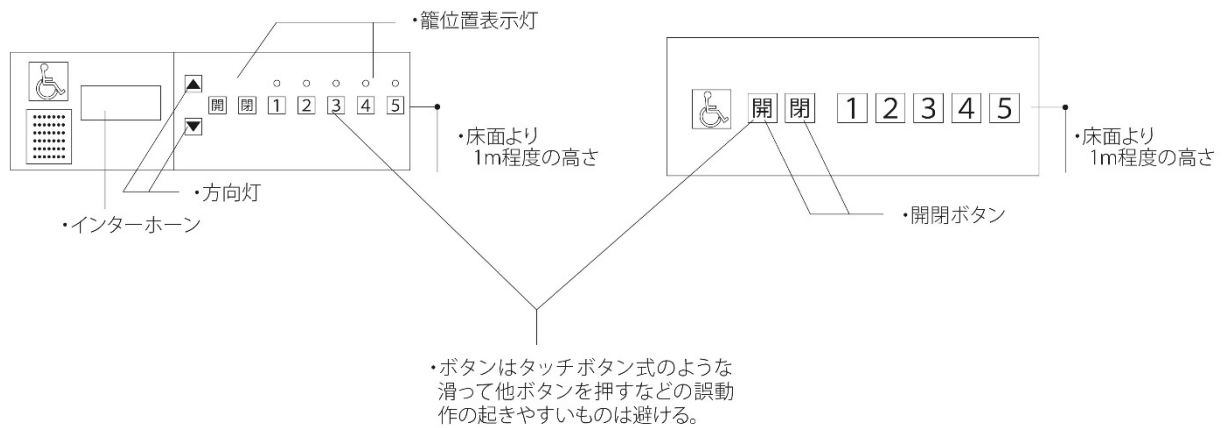 ・籠位置表示灯
▲
開 閉 1 2 3 4 5
▼
・床面より
1m程度の高さ
・方向灯
・インターホーン
開 閉 1 2 3 4 5
・床面より
1m程度の高さ
・開閉ボタン
・ボタンはタッチボタン式のような
滑って他ボタンを押すなどの誤動
作の起きやすいものは避ける。